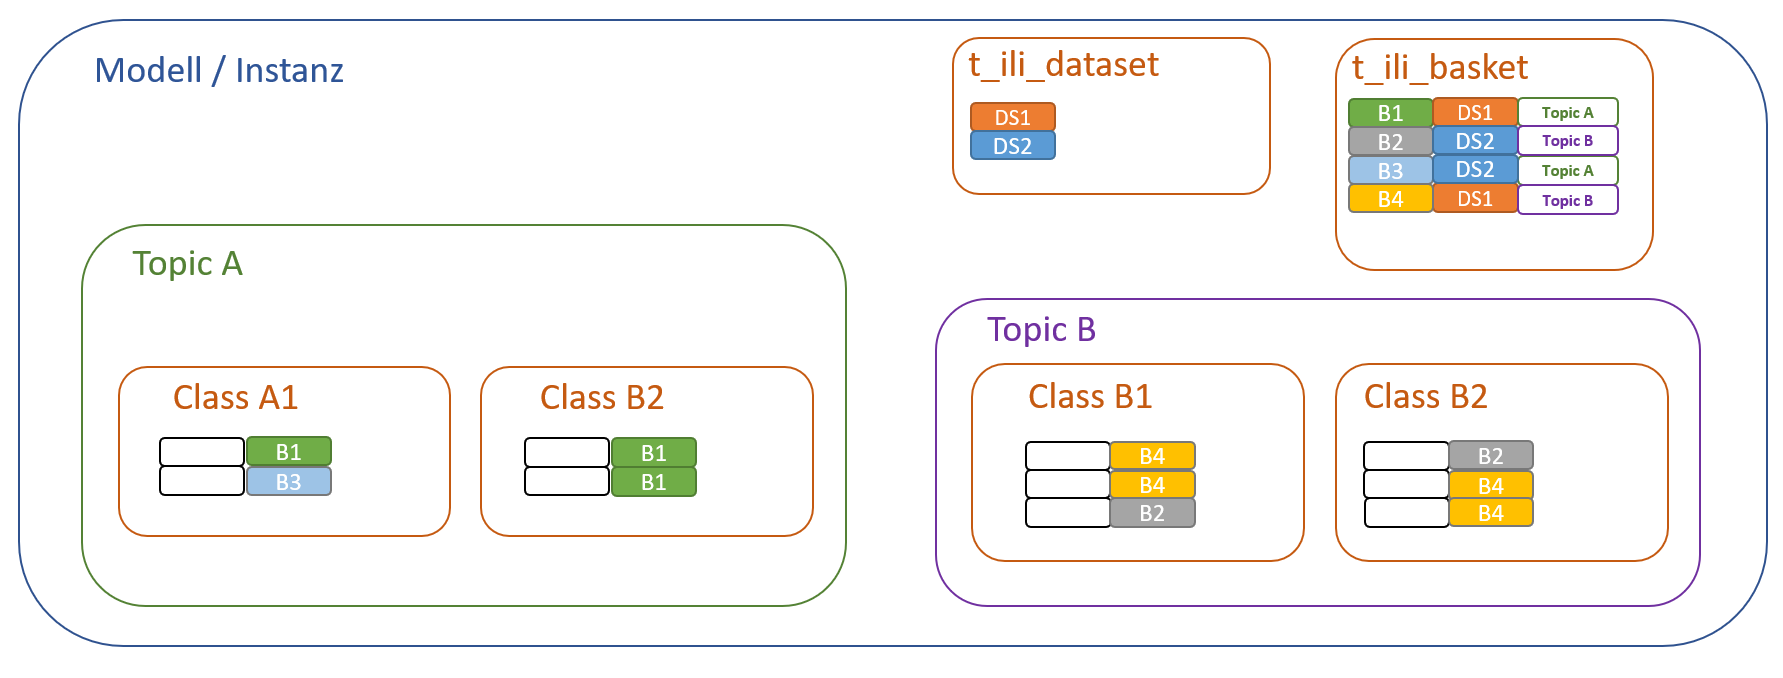 Modell / Instanz
t_ili_dataset
DS1
DS2
t_ili_basket
B1 DS1 Topic A
B2 DS2 Topic B
B3 DS2 Topic A
B4 DS1 Topic B
Topic A
Class A1
B1
B3
Class B2
B1
B1
Topic B
Class B1
B4
B4
B2
Class B2
B2
B4
B4